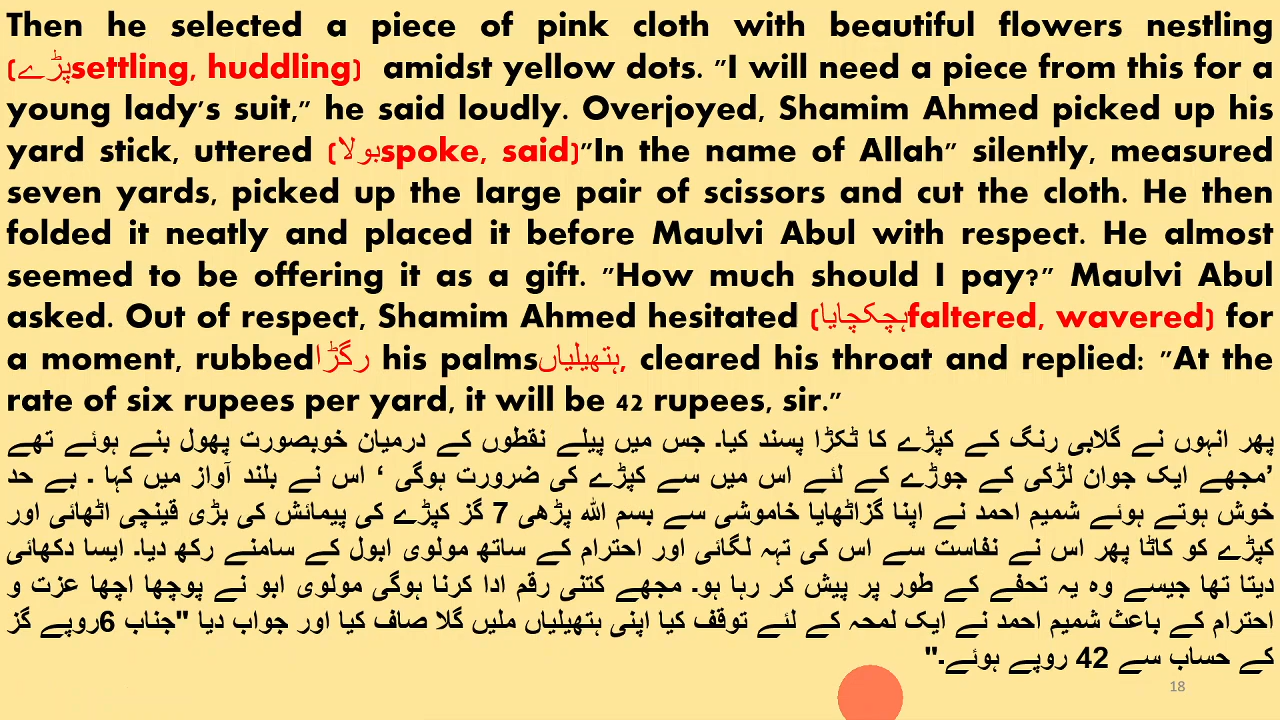 Then he selected a piece of pink cloth with beautiful flowers nestling
(پڑےsettling, huddling) amidst yellow dots. "I will need a piece from this for a
young lady's suit," he said loudly. Overjoyed, Shamim Ahmed picked up his
yard stick, uttered (بولاspoke, said)"In the name of Allah" silently, measured
seven yards, picked up the large pair of scissors and cut the cloth. He then
folded it neatly and placed it before Maulvi Abul with respect. He almost
seemed to be offering it as a gift. "How much should I pay?" Maulvi Abul
asked. Out of respect, Shamim Ahmed hesitated (ہچکچایاfaltered, wavered) for
a moment, rubbedرگڑا his palmsہتھیلیاں, cleared his throat and replied: "At the
rate of six rupees per yard, it will be 42 rupees, sir."
پھر انہوں نے گلابی رنگ کے کپڑے کا ٹکڑا پسند کیا۔ جس میں پیلے نقطوں کے درمیان خوبصورت پھول بنے ہوئے تھے
’مجھے ایک جوان لڑکی کے جوڑے کے لئے اس میں سے کپڑے کی ضرورت ہوگی ‘ اس نے بلند آواز میں کہا ۔ بے حد
خوش ہوتے ہوئے شمیم احمد نے اپنا گزاٹھایا خاموشی سے بسم اللہ پڑھی 7 گز کپڑے کی پیمائش کی بڑی قینچی اٹھائی اور
کپڑے کو کاٹا پھر اس نے نفاست سے اس کی تہہ لگائی اور احترام کے ساتھ مولوی ابول کے سامنے رکھ دیا۔ ایسا دکھائی
دیتا تھا جیسے وہ یہ تحفے کے طور پر پیش کر رہا ہو۔ مجھے کتنی رقم ادا کرنا ہوگی مولوی ابو نے پوچھا اچھا عزت و
احترام کے باعث شمیم احمد نے ایک لمحہ کے لئے توقف کیا اپنی ہتھیلیاں ملیں گلا صاف کیا اور جواب دیا "جناب 6روپے گز
کے حساب سے 42 روپے ہوئے۔"
18